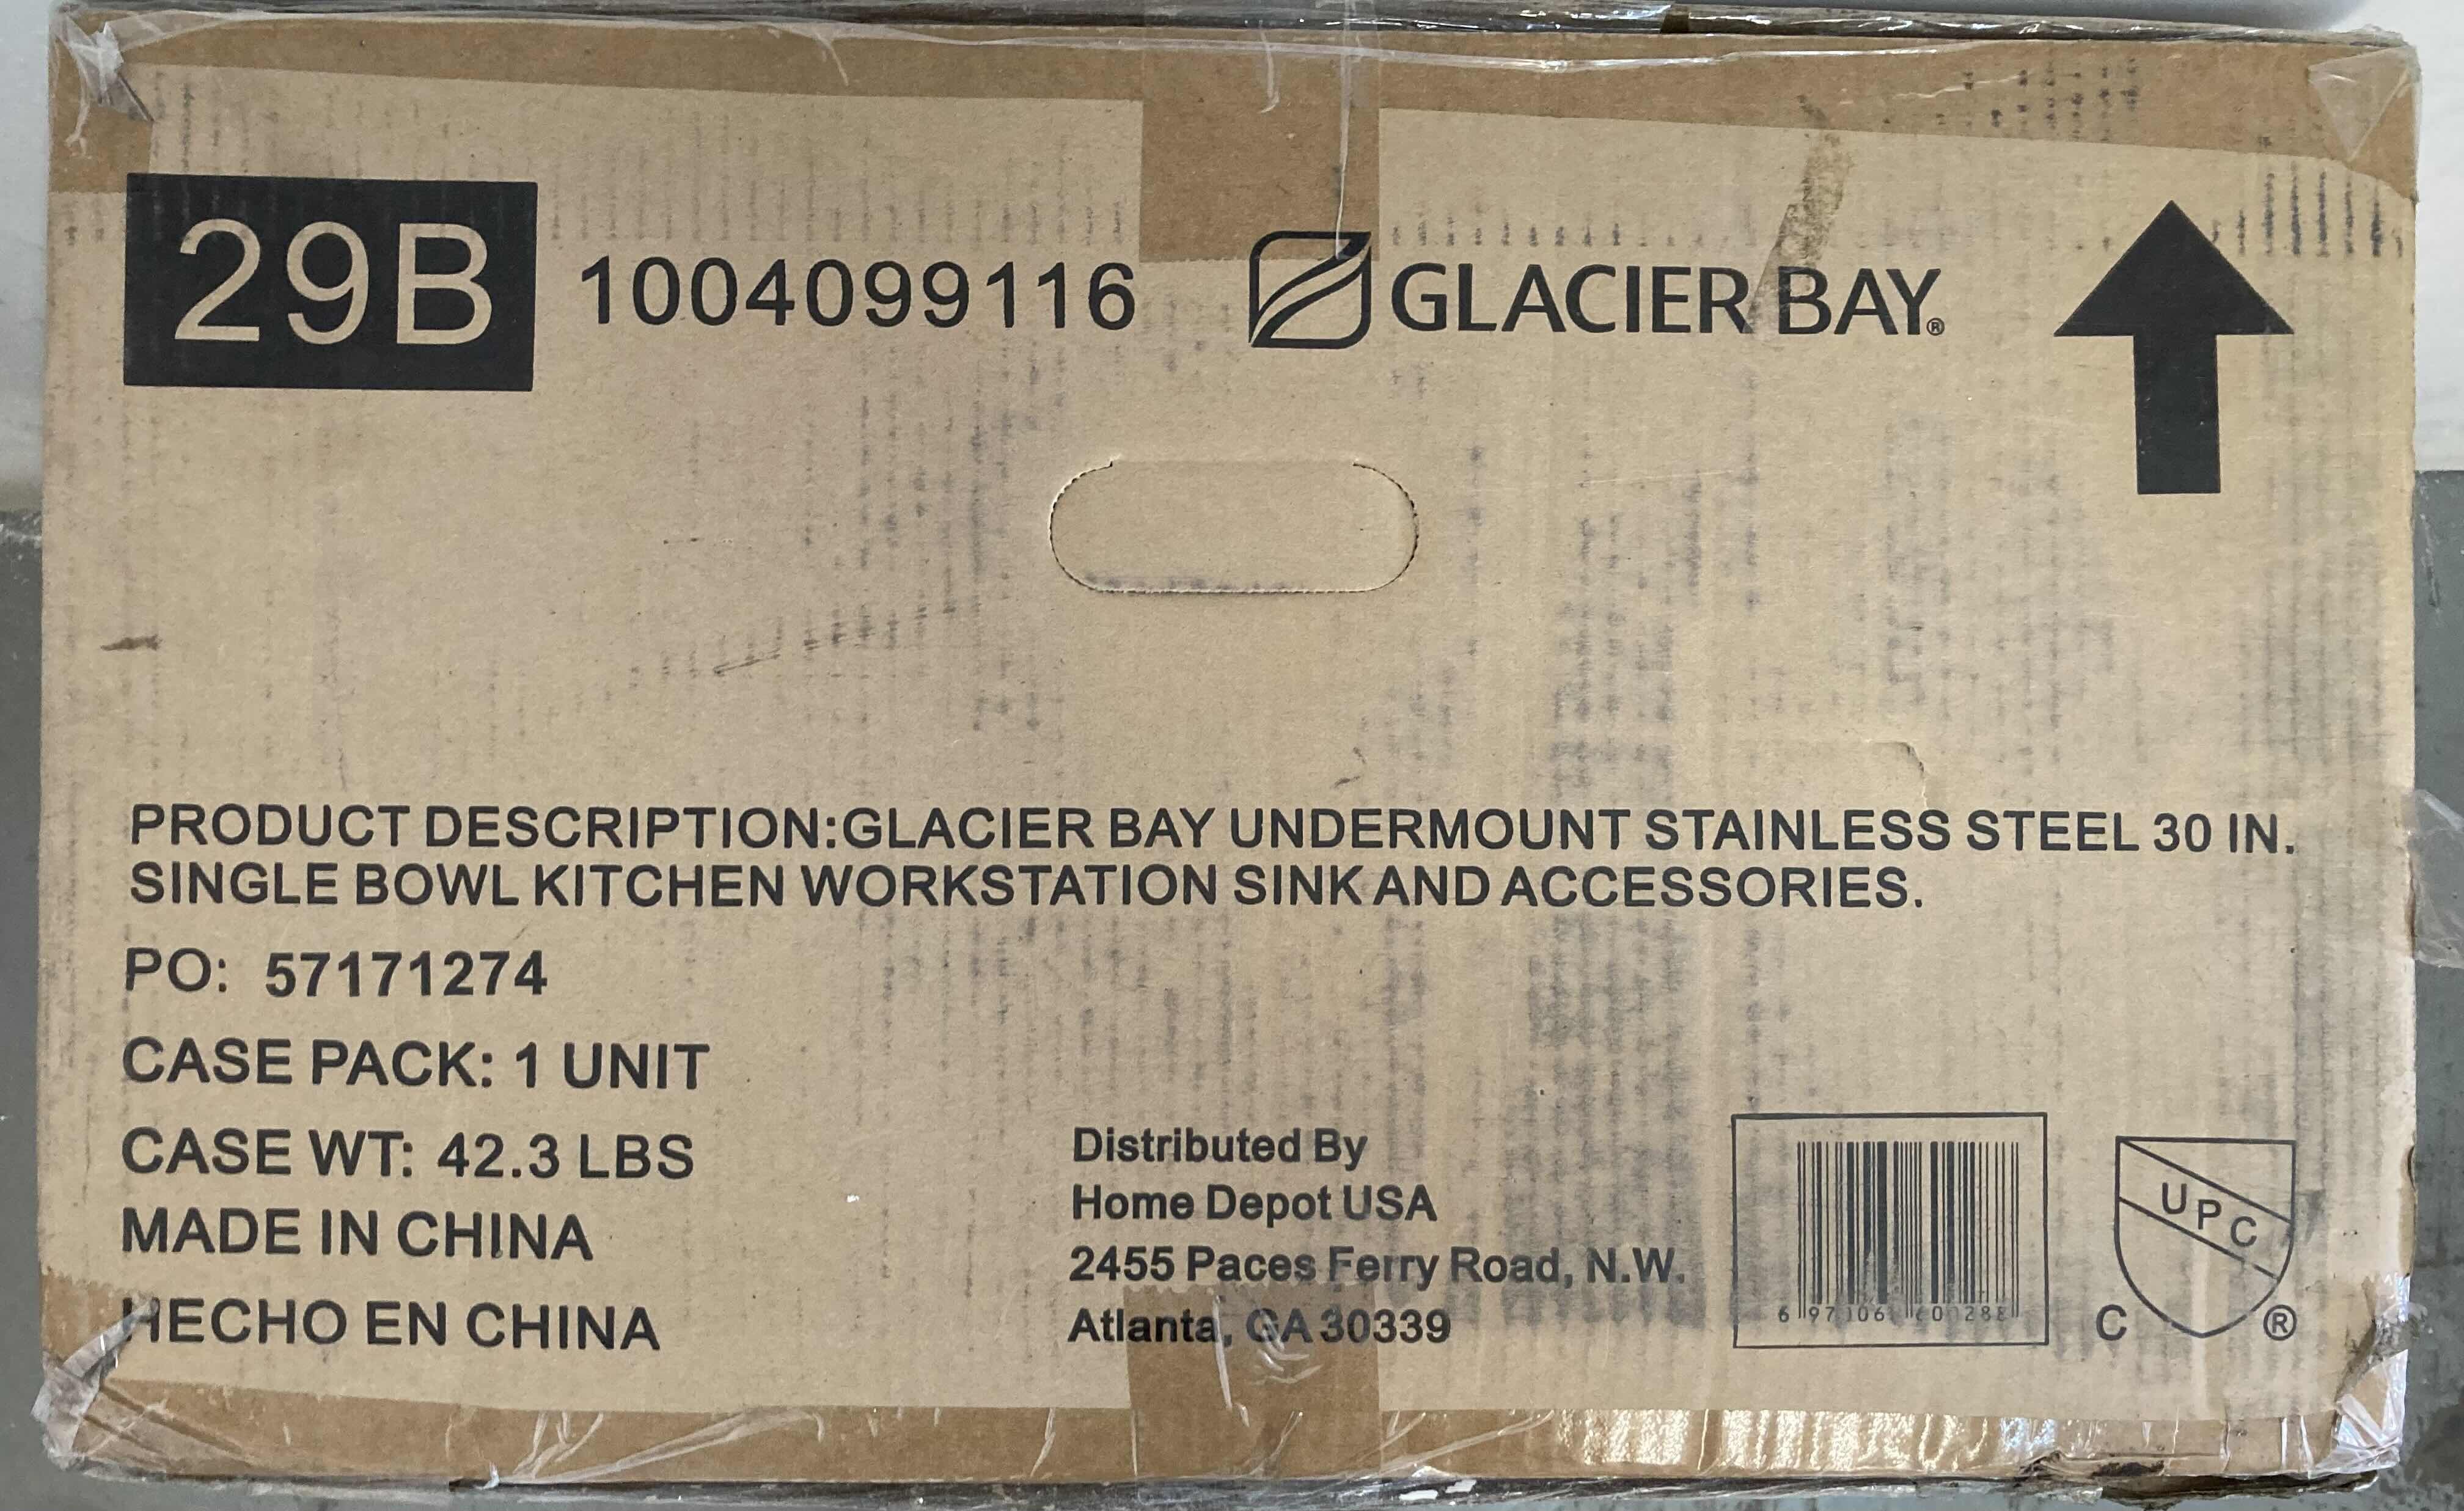 29B 1004099116 GLACIER BAY®
PRODUCT DESCRIPTION:GLACIER BAY UNDERMOUNT STAINLESS STEEL 30 IN.
SINGLE BOWL KITCHEN WORKSTATION SINK AND ACCESSORIES.
PO: 57171274
CASE PACK: 1 UNIT
CASE WT: 42.3 LBS
MADE IN CHINA
HECHO EN CHINA
Distributed By
Home Depot USA
2455 Paces Ferry Road, N.W.
Atlanta, GA 30339
UPC
C ®